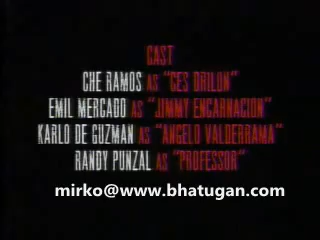 CAST
CHE RAMOS AS "CES DRILON"
EMIL MERCADO AS "JIMMY ENCARNACION"
KARLO DE GUZMAN AS "ANGELO VALDERRAMA"
RANDY PUNZAL AS "PROFESSOR"
mirko@www.bhatugan.com